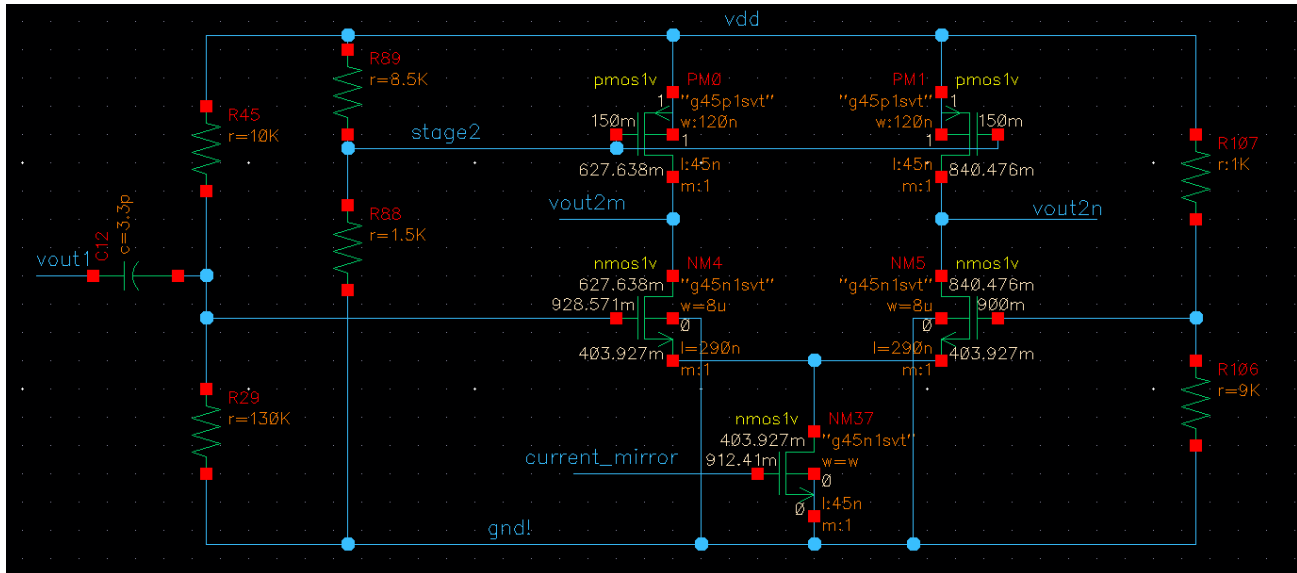 vdd
R89
r=8.5K
pmos1v
PM0
"g45p1svt"
w:120n
1
150m
1
l:45n
627.638m
m:1
PM1
pmos1v
"g45p1svt"
w:120n
1
150m
1
l:45n
840.476m
m:1
R45
r=10K
stage2
R107
r:1K
vout2m
vout2n
R88
r=1.5K
vout1
C12
c=3.3p
nmos1v
NM4
627.638m
"g45n1svt"
928.571m
w=8u
0
l=290n
403.927m
m:1
NM5
nmos1v
"g45n1svt"
840.476m
w=8u
900m
0
l=290n
403.927m
m:1
R29
r=130K
R106
r=9K
nmos1v
NM37
403.927m
"g45n1svt"
current_mirror
912.41m
w=w
0
l:45n
0
m:1
gnd!